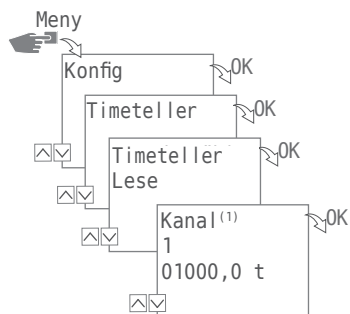 Meny
Konfig OK
Timeteller OK
Timeteller OK
Lese
Kanal(1) OK
1
01000,0 t